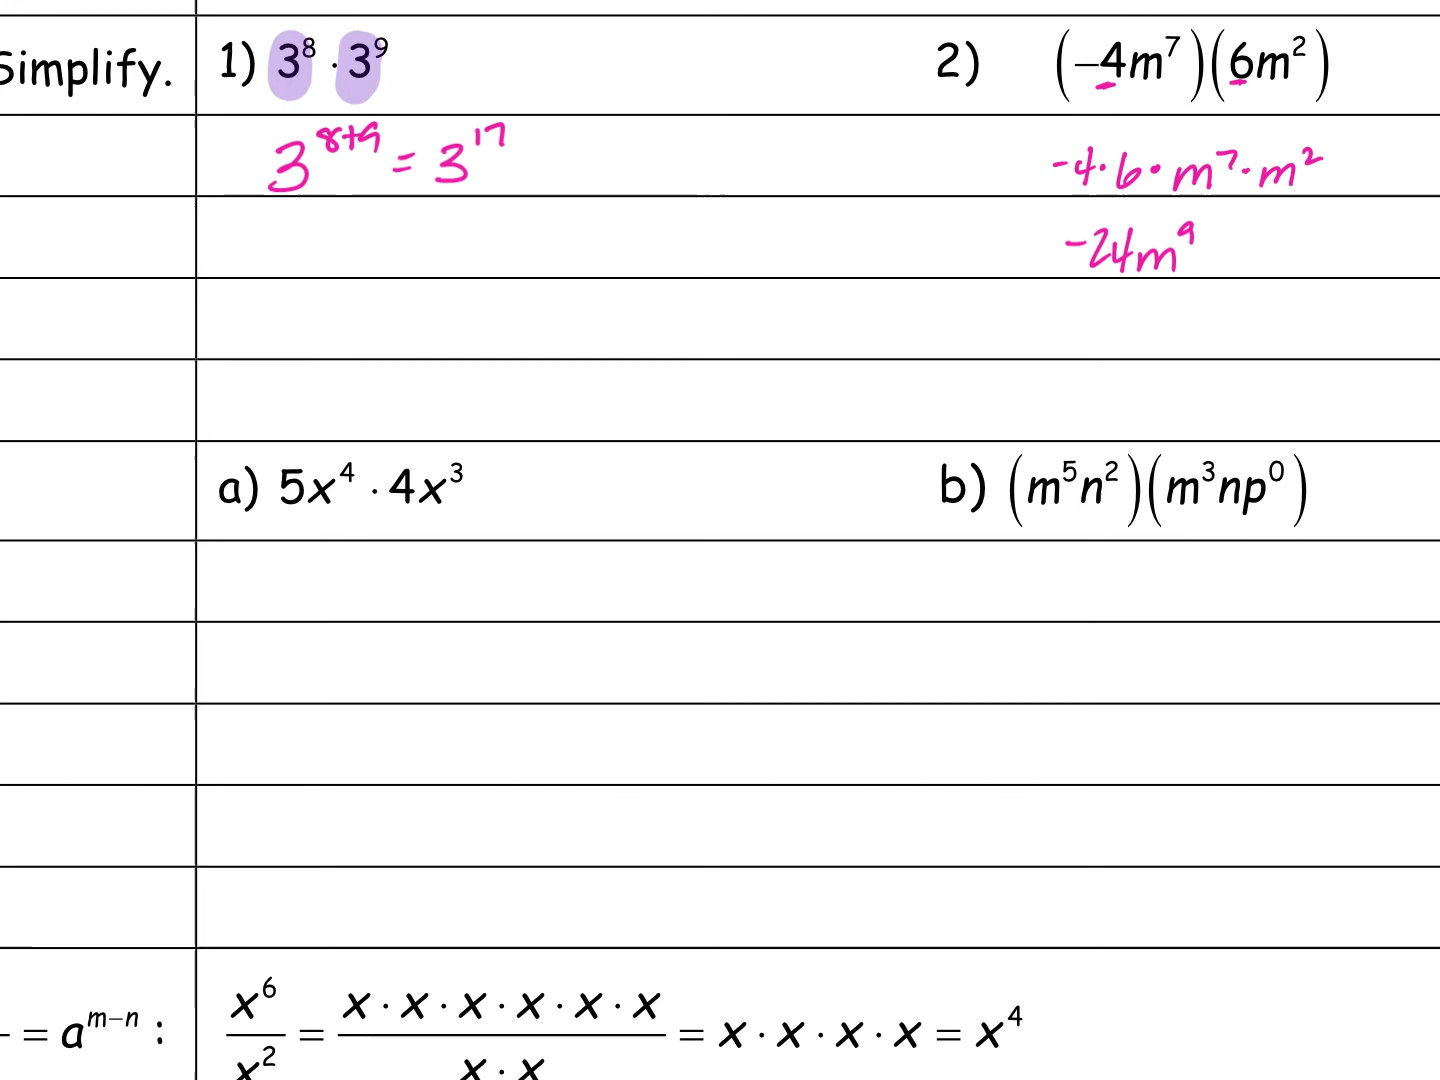 Simplify. 1) 3⁸ · 3⁹ 2) (−4m⁷)(6m²)
3⁸⁺⁹ = 3¹⁷ -4·6·m⁷·m²
-24m⁹
a) 5x⁴ · 4x³ b) (m⁵n²)(m³np⁰)
= aᵐ⁻ⁿ : x⁶/x² = x · x · x · x · x · x/x · x = x · x · x · x = x⁴